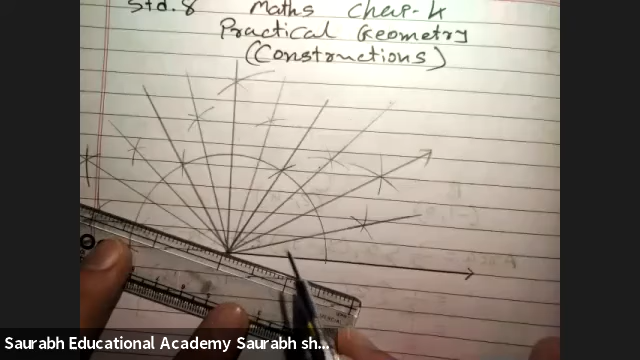 Std. 8 Maths Chap-4
Practical Geometry
(Constructions)
Saurabh Educational Academy Saurabh sh...